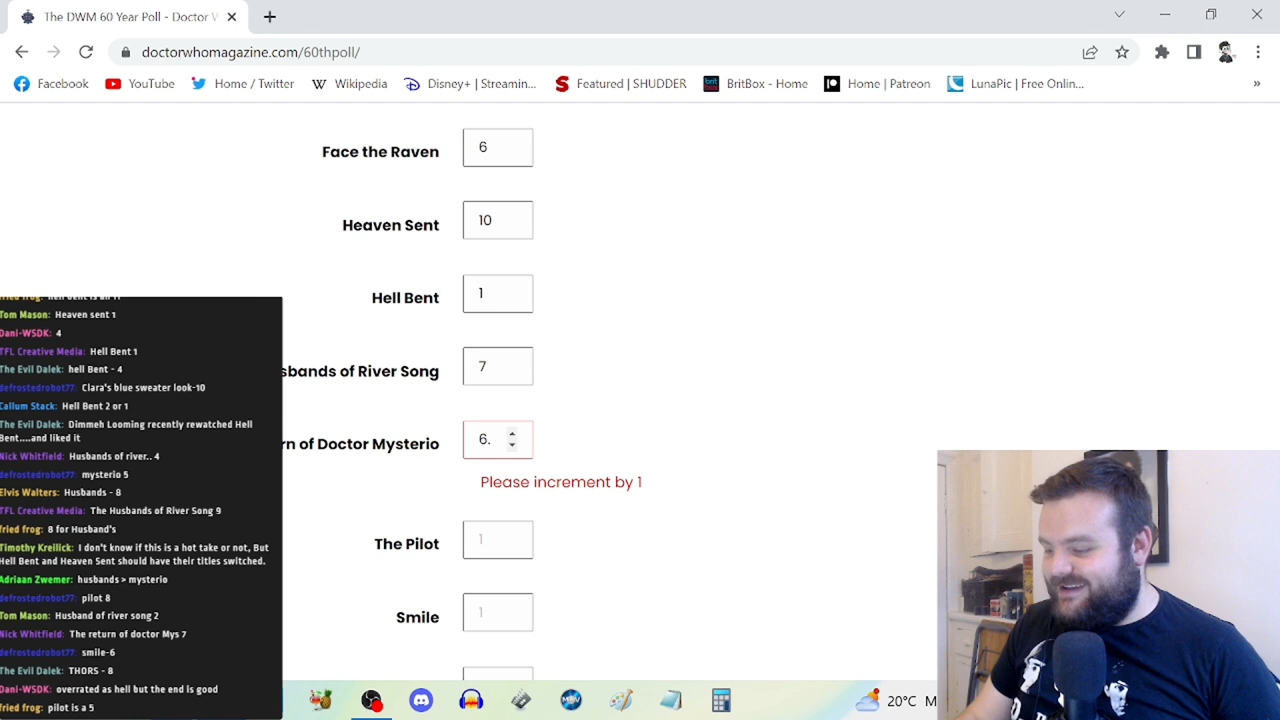 The DWM 60 Year Poll - Doctor W
doctorwhomagazine.com/60thpoll/
Facebook
YouTube
Home / Twitter
Wikipedia
Disney+ | Streamin...
Featured | SHUDDER
BritBox - Home
Home | Patreon
LunaPic | Free Onlin...
»
Face the Raven 6
Heaven Sent 10
Hell Bent 1
sbands of River Song 7
rn of Doctor Mysterio 6.
Please increment by 1
The Pilot 1
Smile 1
Tom Mason: Heaven sent 1
Dani-WSDK: 4
TFL Creative Media: Hell Bent 1
The Evil Dalek: hell Bent - 4
defrostedrobot77: Clara's blue sweater look-10
Callum Stack: Hell Bent 2 or 1
The Evil Dalek: Dimmeh Looming recently rewatched Hell
Bent....and liked it
Nick Whitfield: Husbands of river.. 4
defrostedrobot77: mysterio 5
Elvis Walters: Husbands - 8
TFL Creative Media: The Husbands of River Song 9
fried frog: 8 for Husband's
Timothy Kreilick: I don't know if this is a hot take or not, But
Hell Bent and Heaven Sent should have their titles switched.
Adriaan Zwemer: husbands > mysterio
defrostedrobot77: pilot 8
Tom Mason: Husband of river song 2
Nick Whitfield: The return of doctor Mys 7
defrostedrobot77: smile-6
The Evil Dalek: THORS - 8
Dani-WSDK: overrated as hell but the end is good
fried frog: pilot is a 5
20°C M